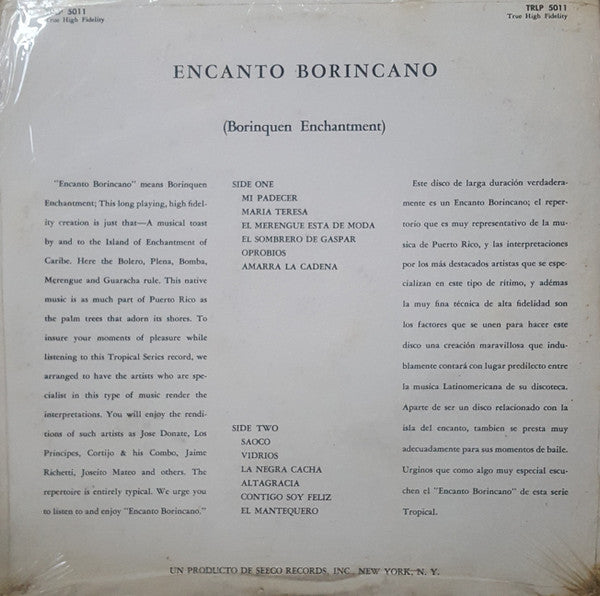 TRLP 5011
True High Fidelity
TRLP 5011
True High Fidelity
ENCANTO BORINCANO
(Borinquen Enchantment)
"Encanto Borincano" means Borinquen
Enchantment; This long playing, high fidel-
ity creation is just that—A musical toast
by and to the Island of Enchantment of
Caribe. Here the Bolero, Plena, Bomba,
Merengue and Guaracha rule. This native
music is as much part of Puerto Rico as
the palm trees that adorn its shores. To
insure your moments of pleasure while
listening to this Tropical Series record, we
arranged to have the artists who are spe-
cialist in this type of music render the
interpretations. You will enjoy the rendi-
tions of such artists as Jose Donate, Los
Principes, Cortijo & his Combo, Jaime
Richetti, Joseito Mateo and others. The
repertoire is entirely typical. We urge you
to listen to and enjoy "Encanto Borincano."
SIDE ONE
MI PADECER
MARIA TERESA
EL MERENGUE ESTA DE MODA
EL SOMBRERO DE GASPAR
OPROBIOS
AMARRA LA CADENA
SIDE TWO
SAOCO
VIDRIOS
LA NEGRA CACHA
ALTAGRACIA
CONTIGO SOY FELIZ
EL MANTEQUERO
Este disco de larga duración verdadera-
mente es un Encanto Borincano; el reper-
torio que es muy representativo de la mu-
sica de Puerto Rico, y las interpretaciones
por los más destacados artistas que se espe-
cializan en este tipo de rítimo, y adémas
la muy fina técnica de alta fidelidad son
los factores que se unen para hacer este
disco una creación maravillosa que indu-
blamente contará con lugar predilecto entre
la musica Latinomericana de su discoteca.
Aparte de ser un disco relacionado con la
isla del encanto, tambien se presta muy
adecuadamente para sus momentos de baile.
Urginos que como algo muy especial escu-
chen el "Encanto Borincano" de esta serie
Tropical.
UN PRODUCTO DE SEECO RECORDS, INC., NEW YORK, N. Y.